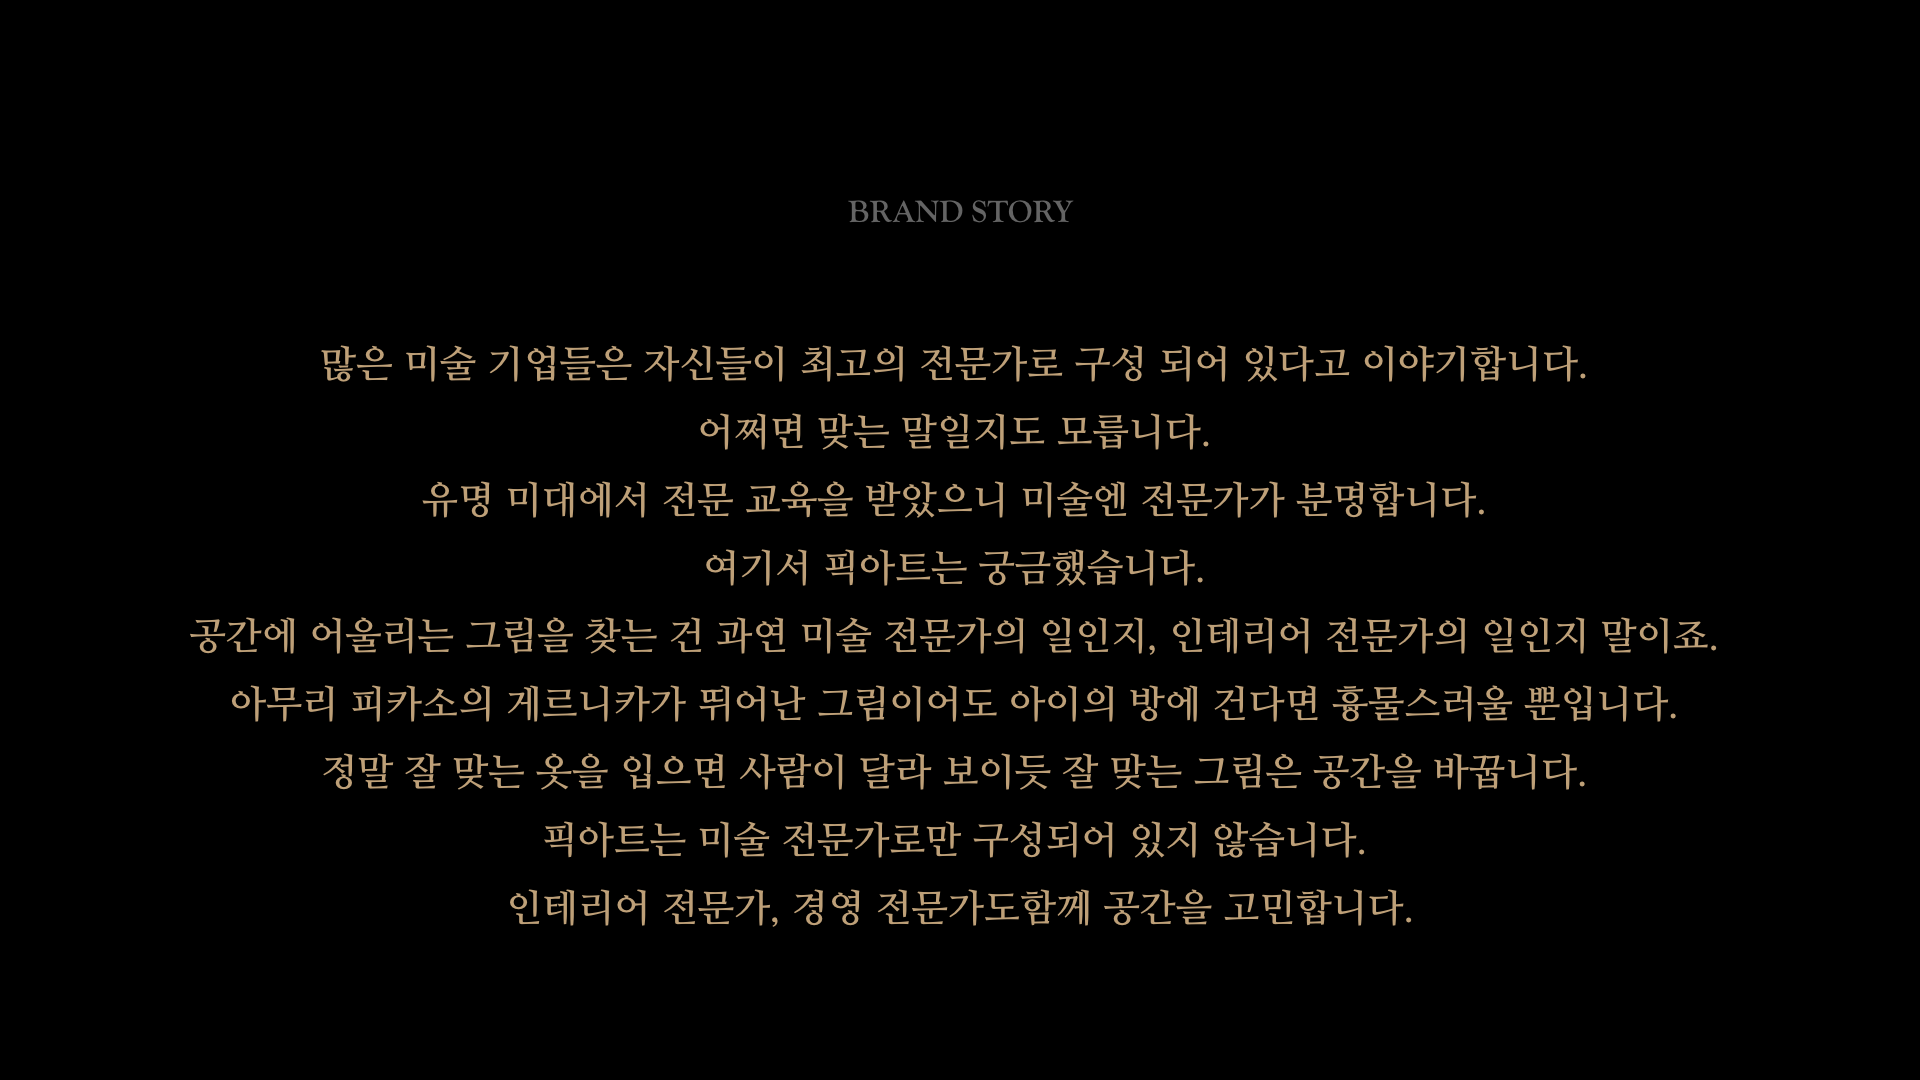 BRAND STORY
많은 미술 기업들은 자신들이 최고의 전문가로 구성 되어 있다고 이야기합니다.
어쩌면 맞는 말일지도 모릅니다.
유명 미대에서 전문 교육을 받았으니 미술엔 전문가가 분명합니다.
여기서 픽아트는 궁금했습니다.
공간에 어울리는 그림을 찾는 건 과연 미술 전문가의 일인지, 인테리어 전문가의 일인지 말이죠.
아무리 피카소의 게르니카가 뛰어난 그림이어도 아이의 방에 건다면 흉물스러울 뿐입니다.
정말 잘 맞는 옷을 입으면 사람이 달라 보이듯 잘 맞는 그림은 공간을 바꿉니다.
픽아트는 미술 전문가로만 구성되어 있지 않습니다.
인테리어 전문가, 경영 전문가도함께 공간을 고민합니다.